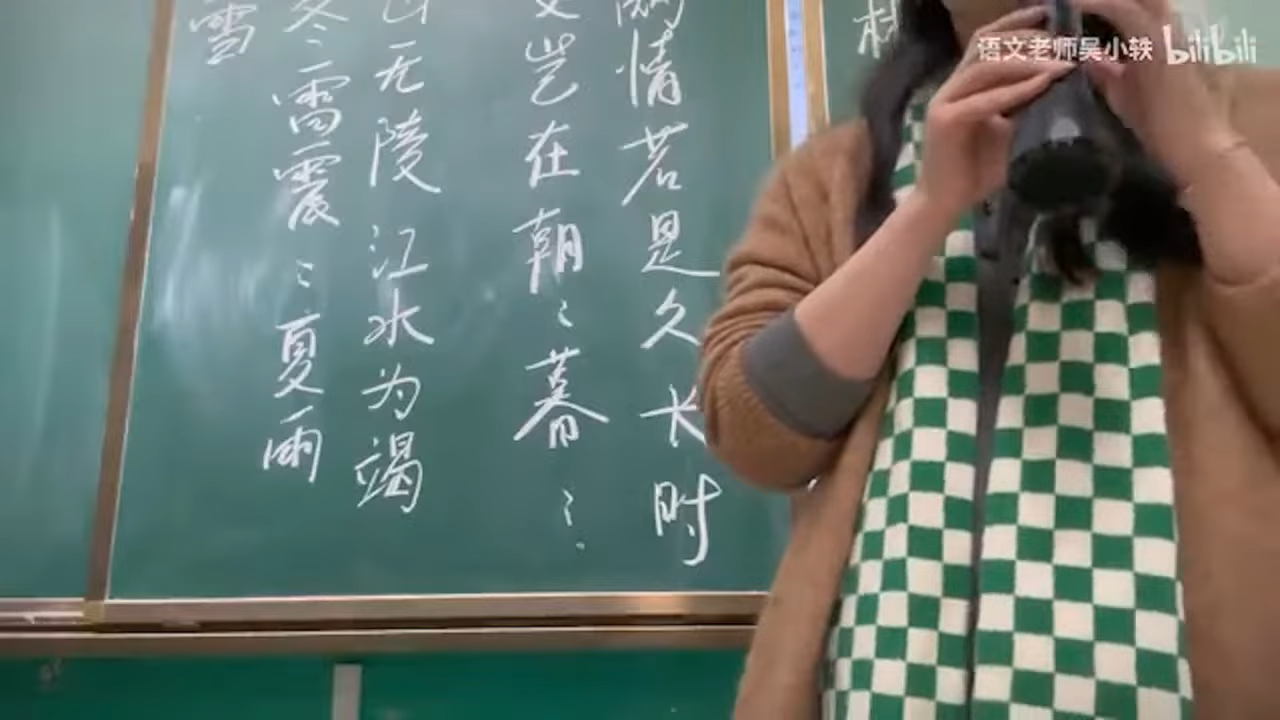 情若是久长时
又岂在朝〻暮〻。
山无陵江水为竭
冬〻雷震〻夏雨
雪
语文老师吴小轶 bilibili